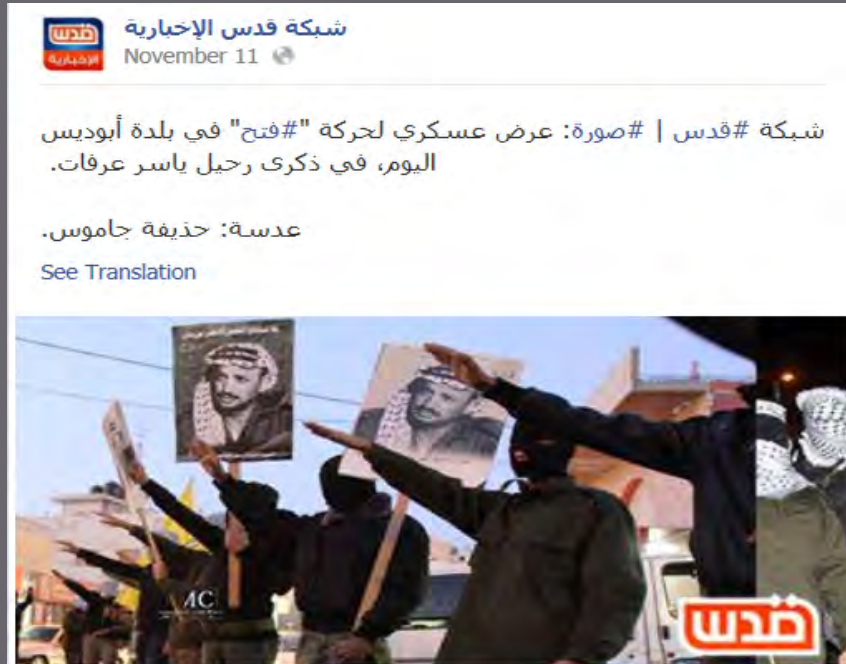 شبكة قدس الإخبارية
قدس
الإخبارية
November 11
شبكة #قدس | #صورة: عرض عسكري لحركة "#فتح" في بلدة أبوديس
اليوم، في ذكرى رحيل ياسر عرفات.
عدسة: حذيفة جاموس.
See Translation
قدس